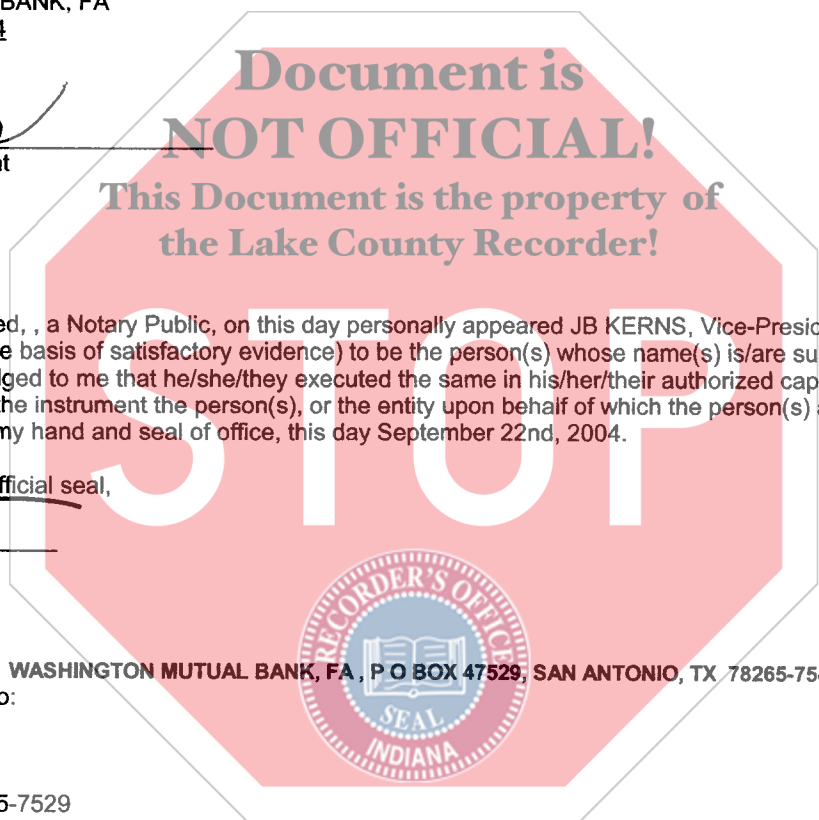 BANK, FA
4
Document is
NOT OFFICIAL!
This Document is the property of
the Lake County Recorder!
ed, , a Notary Public, on this day personally appeared JB KERNS, Vice-Presid
e basis of satisfactory evidence) to be the person(s) whose name(s) is/are su
lged to me that he/she/they executed the same in his/her/their authorized cap
he instrument the person(s), or the entity upon behalf of which the person(s) a
my hand and seal of office, this day September 22nd, 2004.
STOP
fficial seal,
RECORDER'S OFFICE
WASHINGTON MUTUAL BANK, FA , P O BOX 47529, SAN ANTONIO, TX 78265-75
o:
SEAL
INDIANA
5-7529